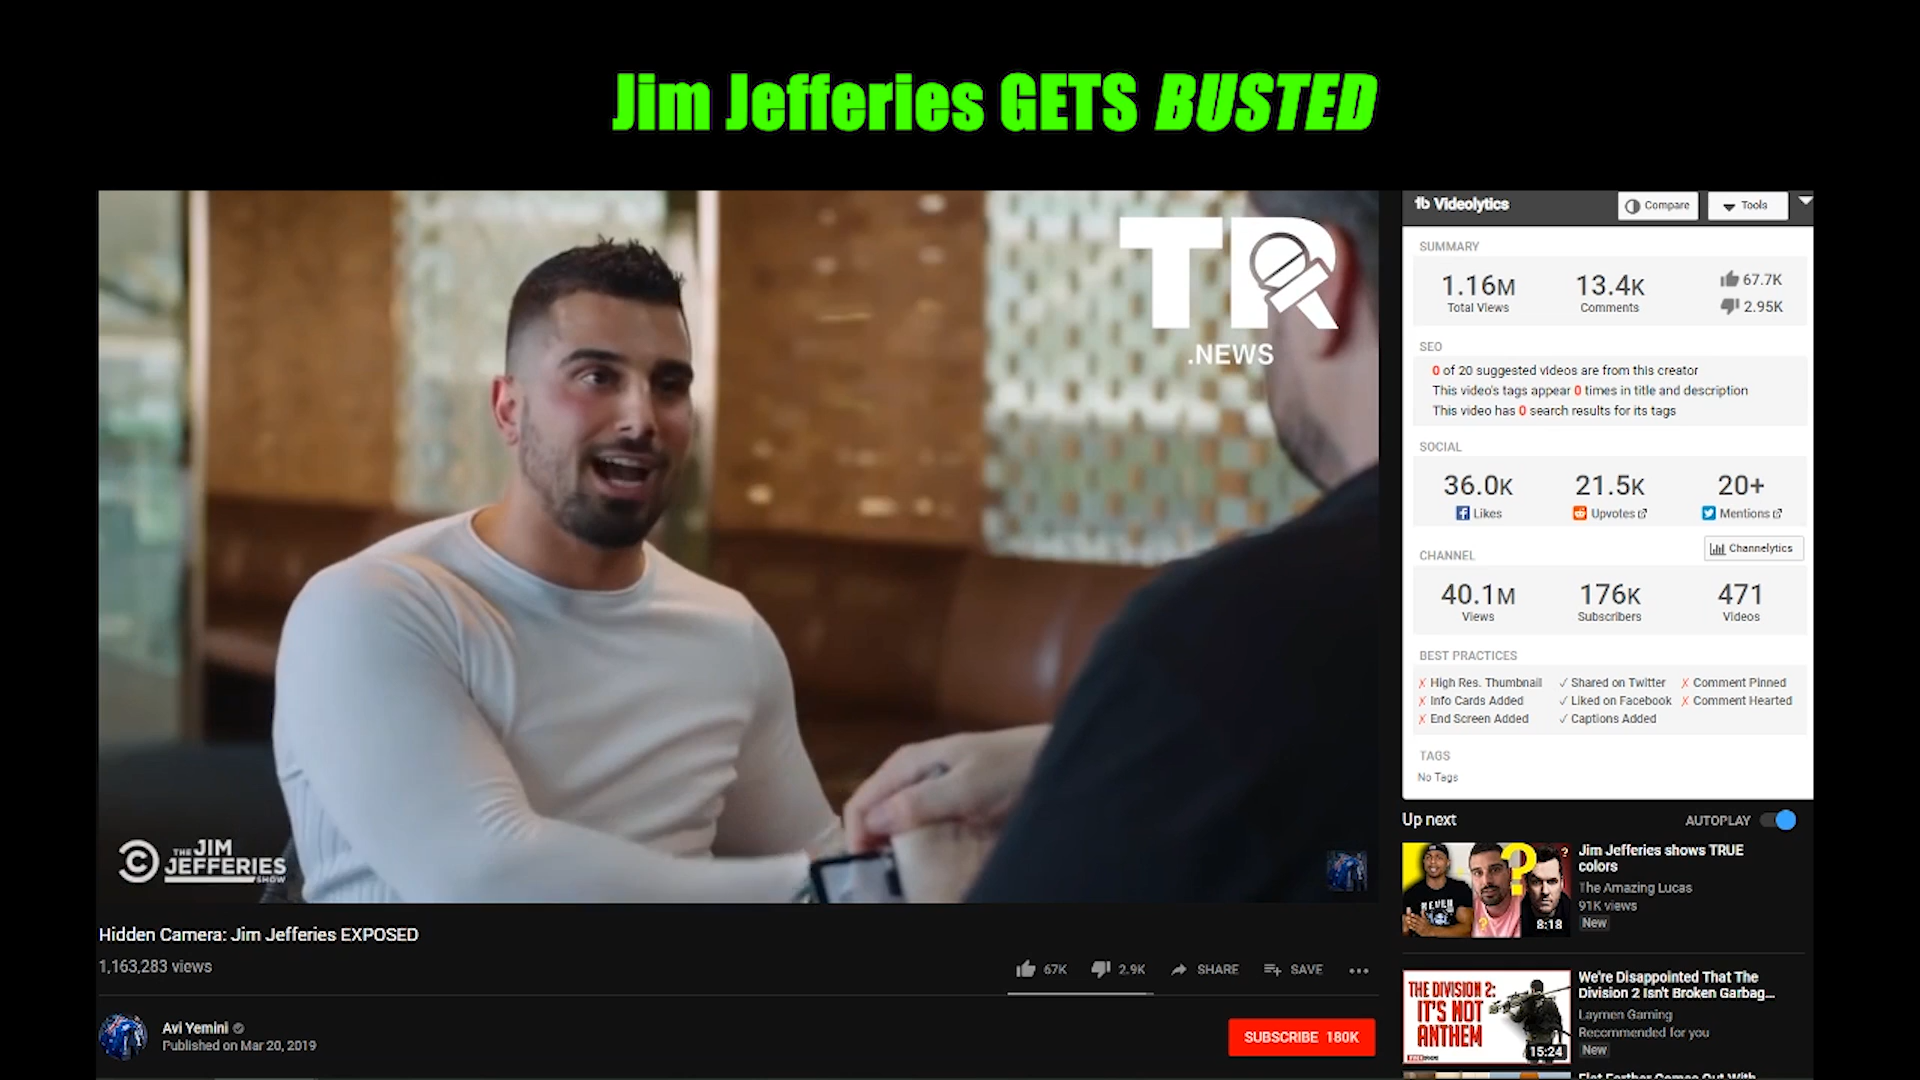 Jim Jefferies GETS BUSTED
TR
.NEWS
THE JIM
JEFFERIES
SHOW
Hidden Camera: Jim Jefferies EXPOSED
1,163,283 views
67K
2.9K
SHARE
SAVE
Avi Yemini
Published on Mar 20, 2019
SUBSCRIBE 180K
tb Videolytics
Compare
Tools
SUMMARY
1.16M
Total Views
13.4K
Comments
67.7K
2.95K
SEO
0 of 20 suggested videos are from this creator
This video's tags appear 0 times in title and description
This video has 0 search results for its tags
SOCIAL
36.0K
Likes
21.5K
Upvotes
20+
Mentions
CHANNEL
Channelytics
40.1M
Views
176K
Subscribers
471
Videos
BEST PRACTICES
✗ High Res. Thumbnail ✓ Shared on Twitter ✗ Comment Pinned
✗ Info Cards Added ✓ Liked on Facebook ✗ Comment Hearted
✗ End Screen Added ✓ Captions Added
TAGS
No Tags
Up next
AUTOPLAY
8:18
Jim Jefferies shows TRUE
colors
The Amazing Lucas
91K views
New
THE DIVISION 2:
IT'S NOT
ANTHEM
15:24
We're Disappointed That The
Division 2 Isn't Broken Garbag...
Laymen Gaming
Recommended for you
New